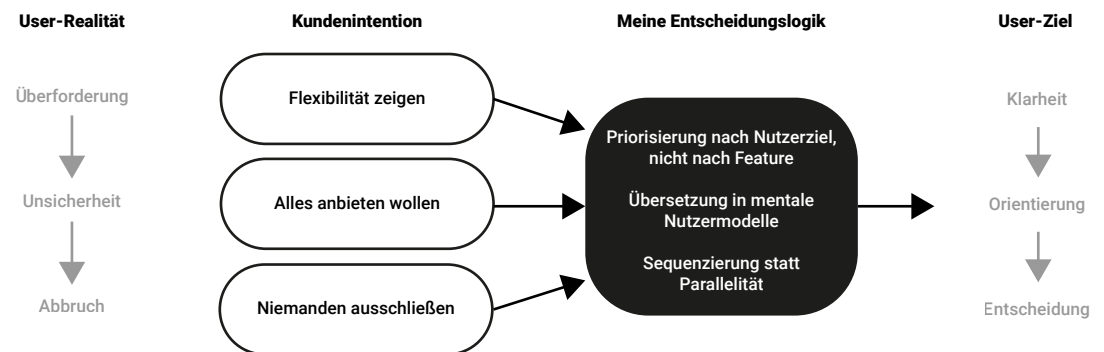 User-Realität
Kundenintention
Meine Entscheidungslogik
User-Ziel
Überforderung
Unsicherheit
Abbruch
Flexibilität zeigen
Alles anbieten wollen
Niemanden ausschließen
Priorisierung nach Nutzerziel,
nicht nach Feature
Übersetzung in mentale
Nutzermodelle
Sequenzierung statt
Parallelität
Klarheit
Orientierung
Entscheidung